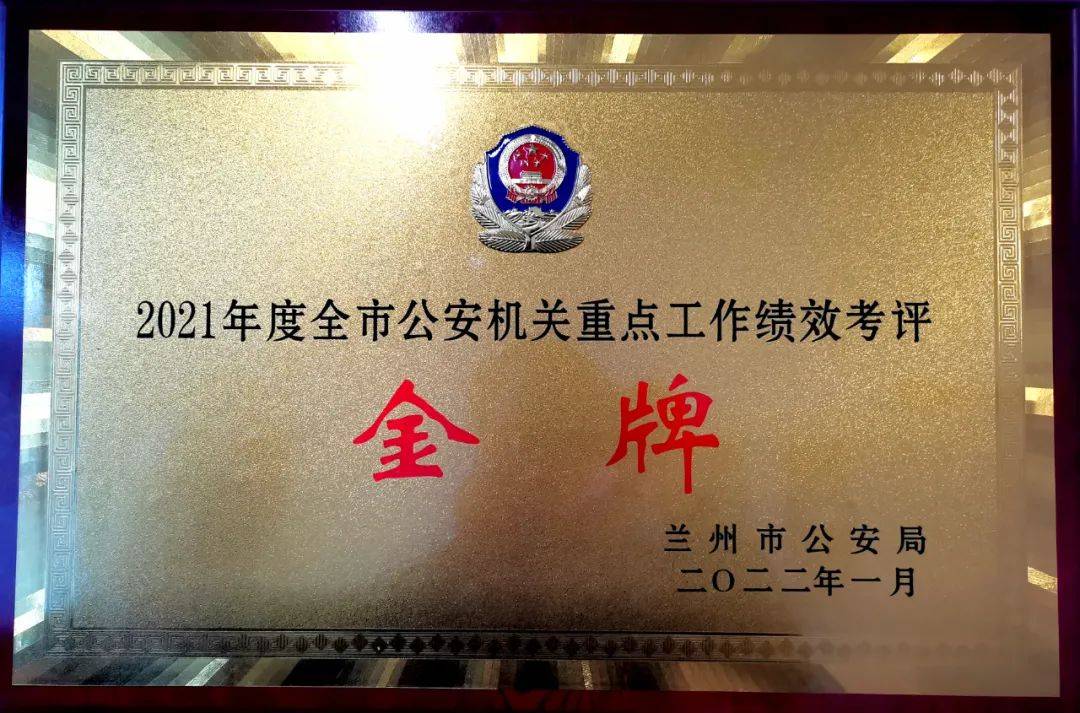 2021年度全市公安机关重点工作绩效考评
金牌
兰州市公安局
二〇二二年一月